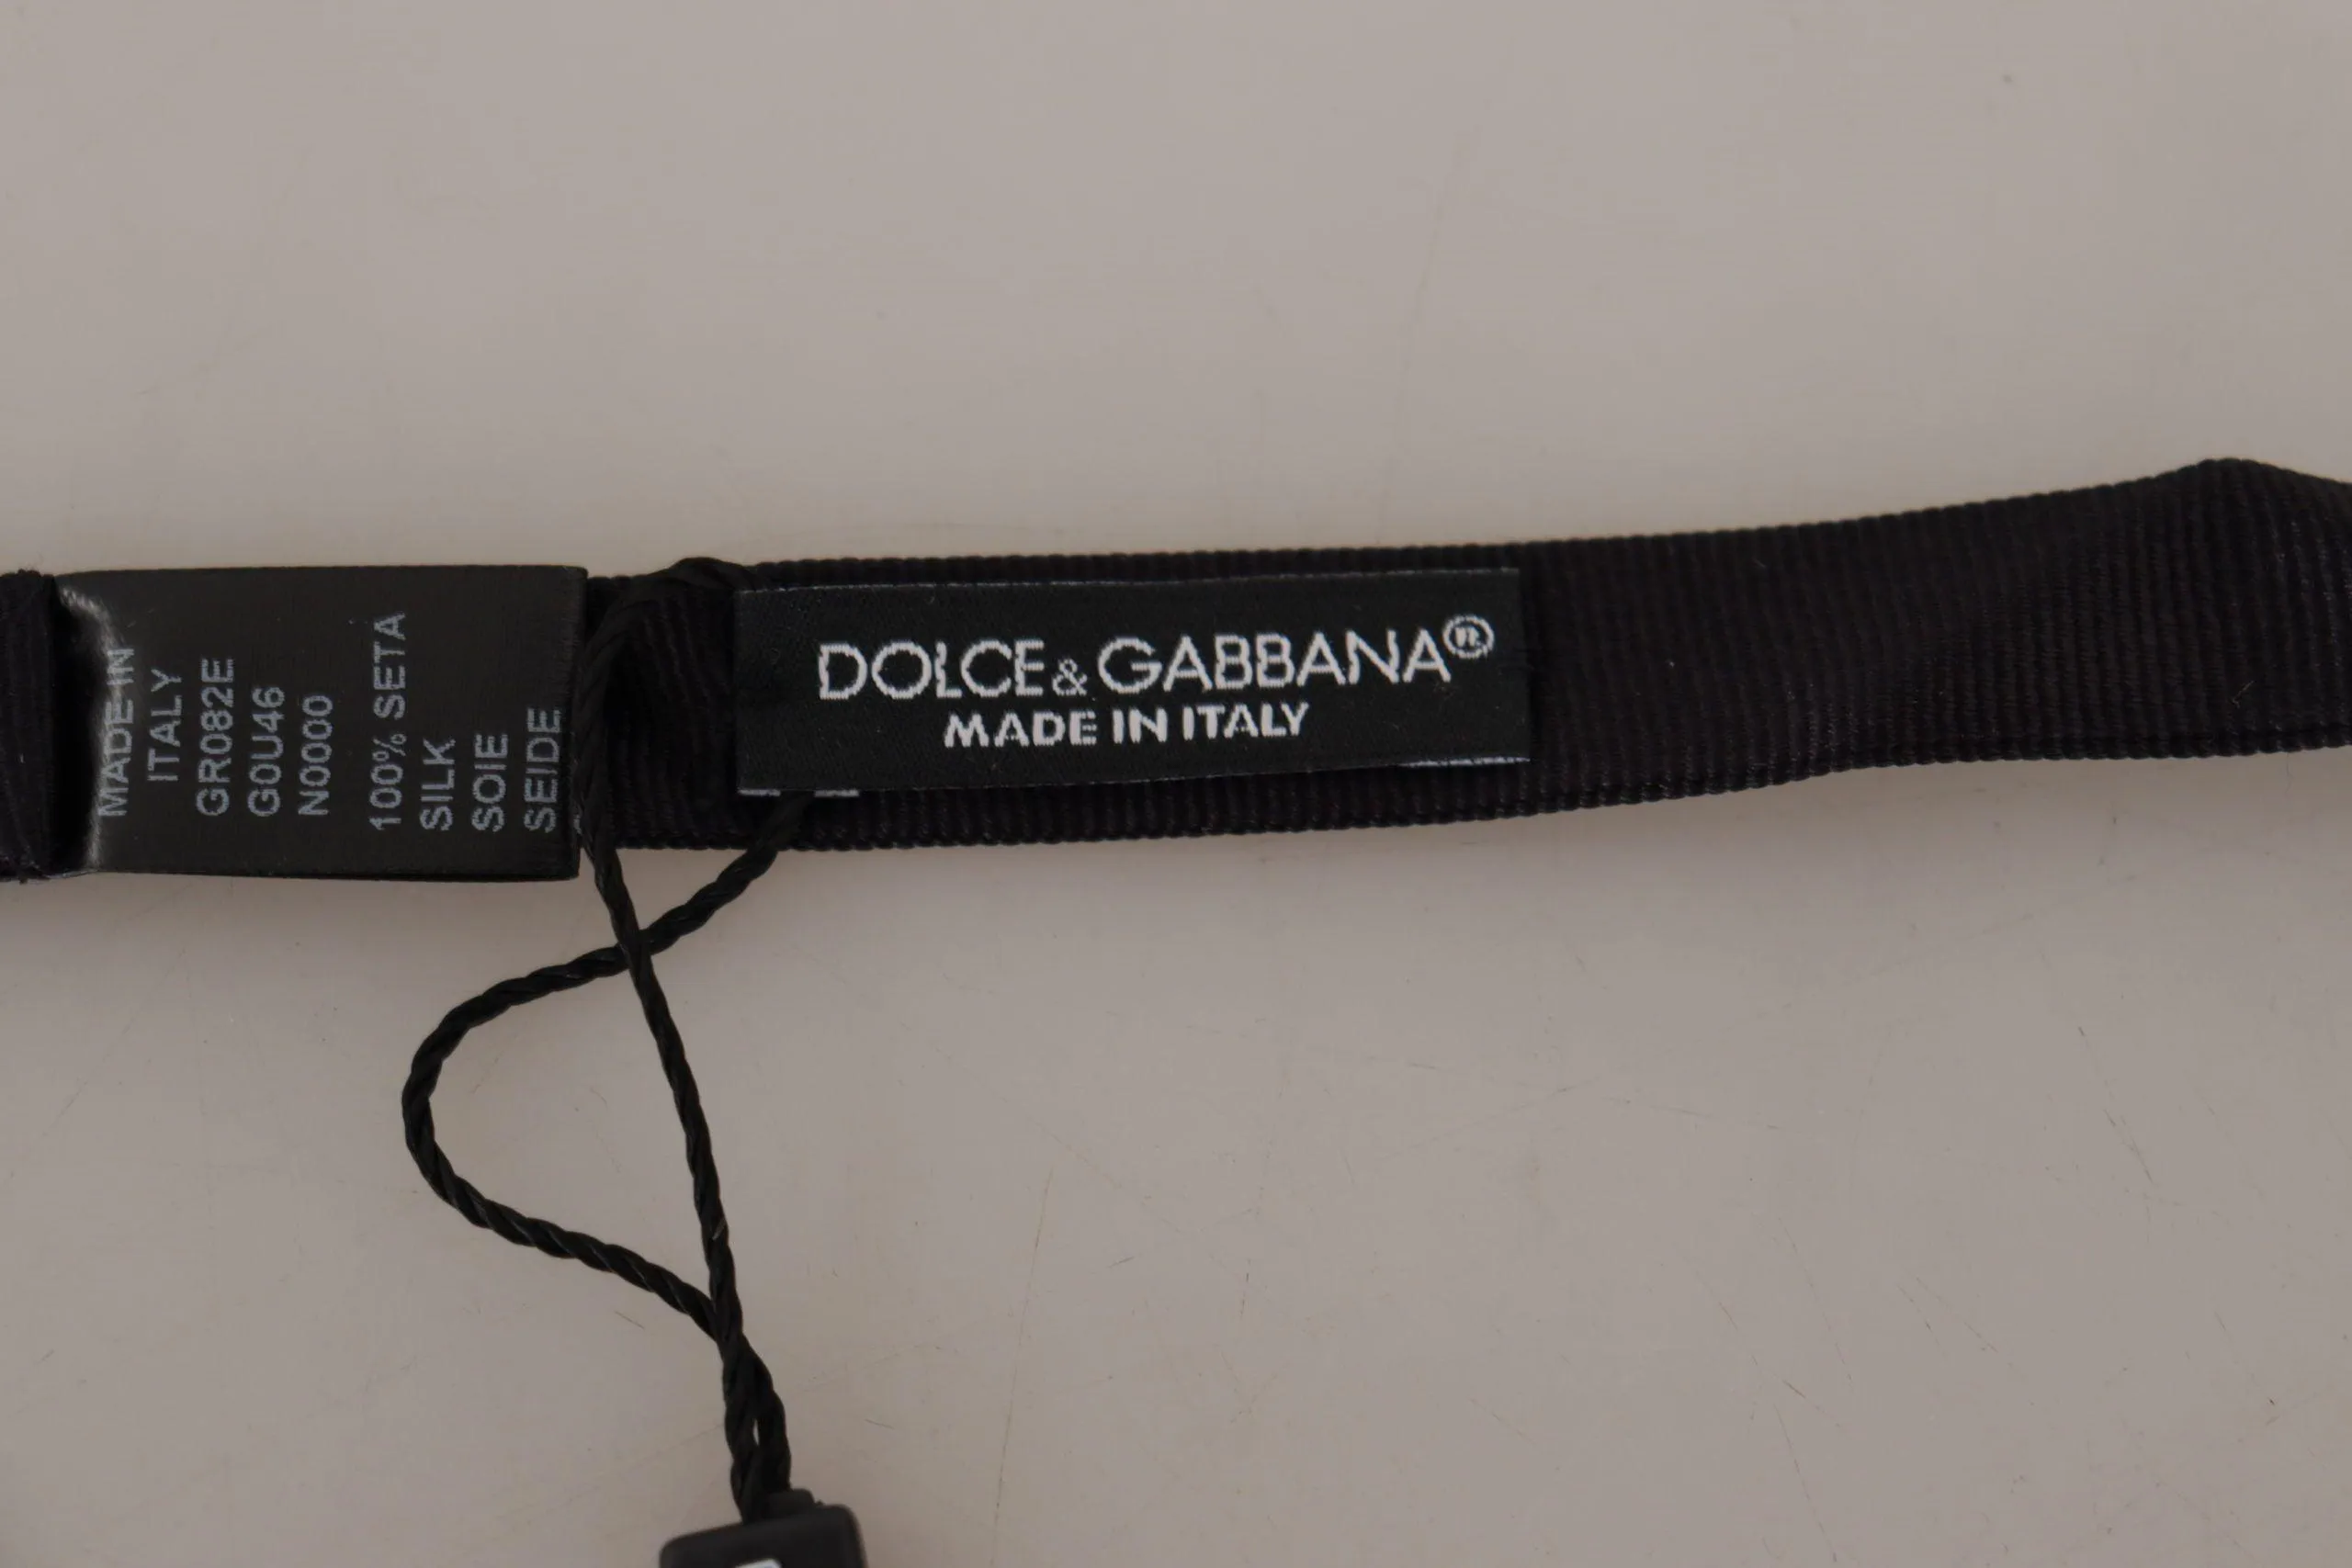 MADE IN
ITALY
GR082E
G0U46
N0000
100% SETA
SILK
SOIE
SEIDE
DOLCE & GABBANA®
MADE IN ITALY